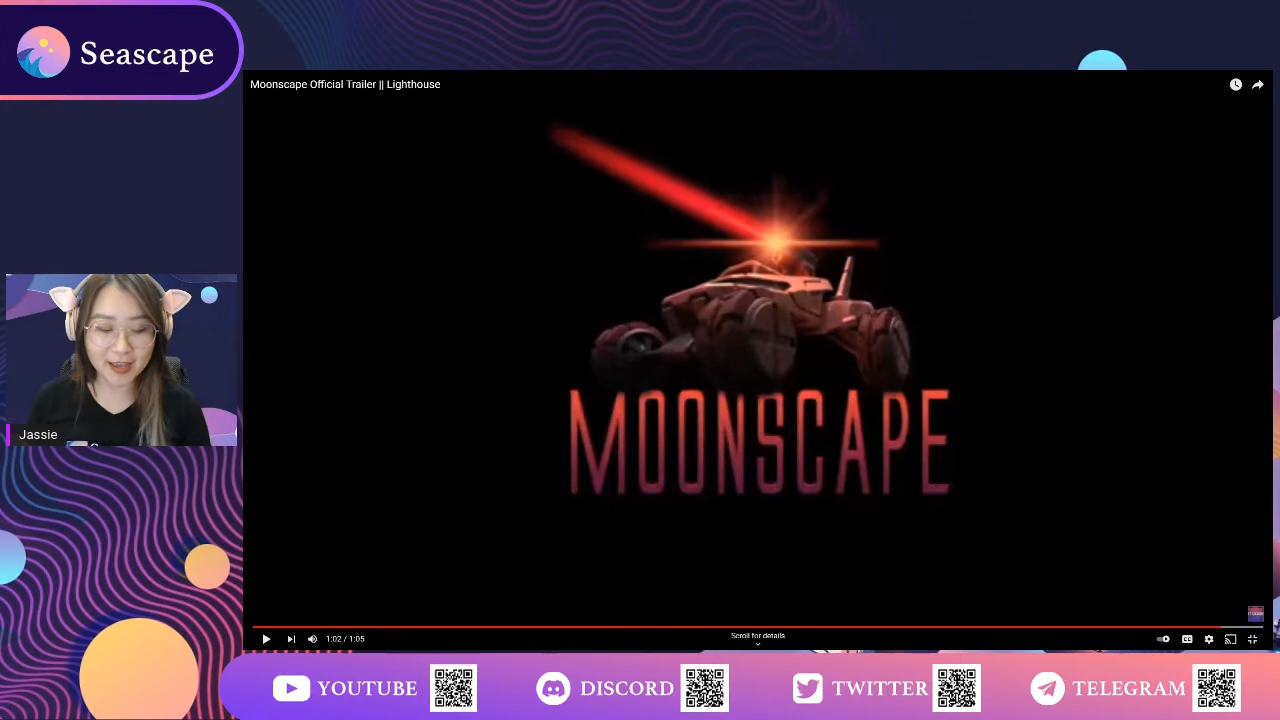 Seascape
Moonscape Official Trailer || Lighthouse
MOONSCAPE
Jassie
1:02 / 1:05
Scroll for details
YOUTUBE
DISCORD
TWITTER
TELEGRAM